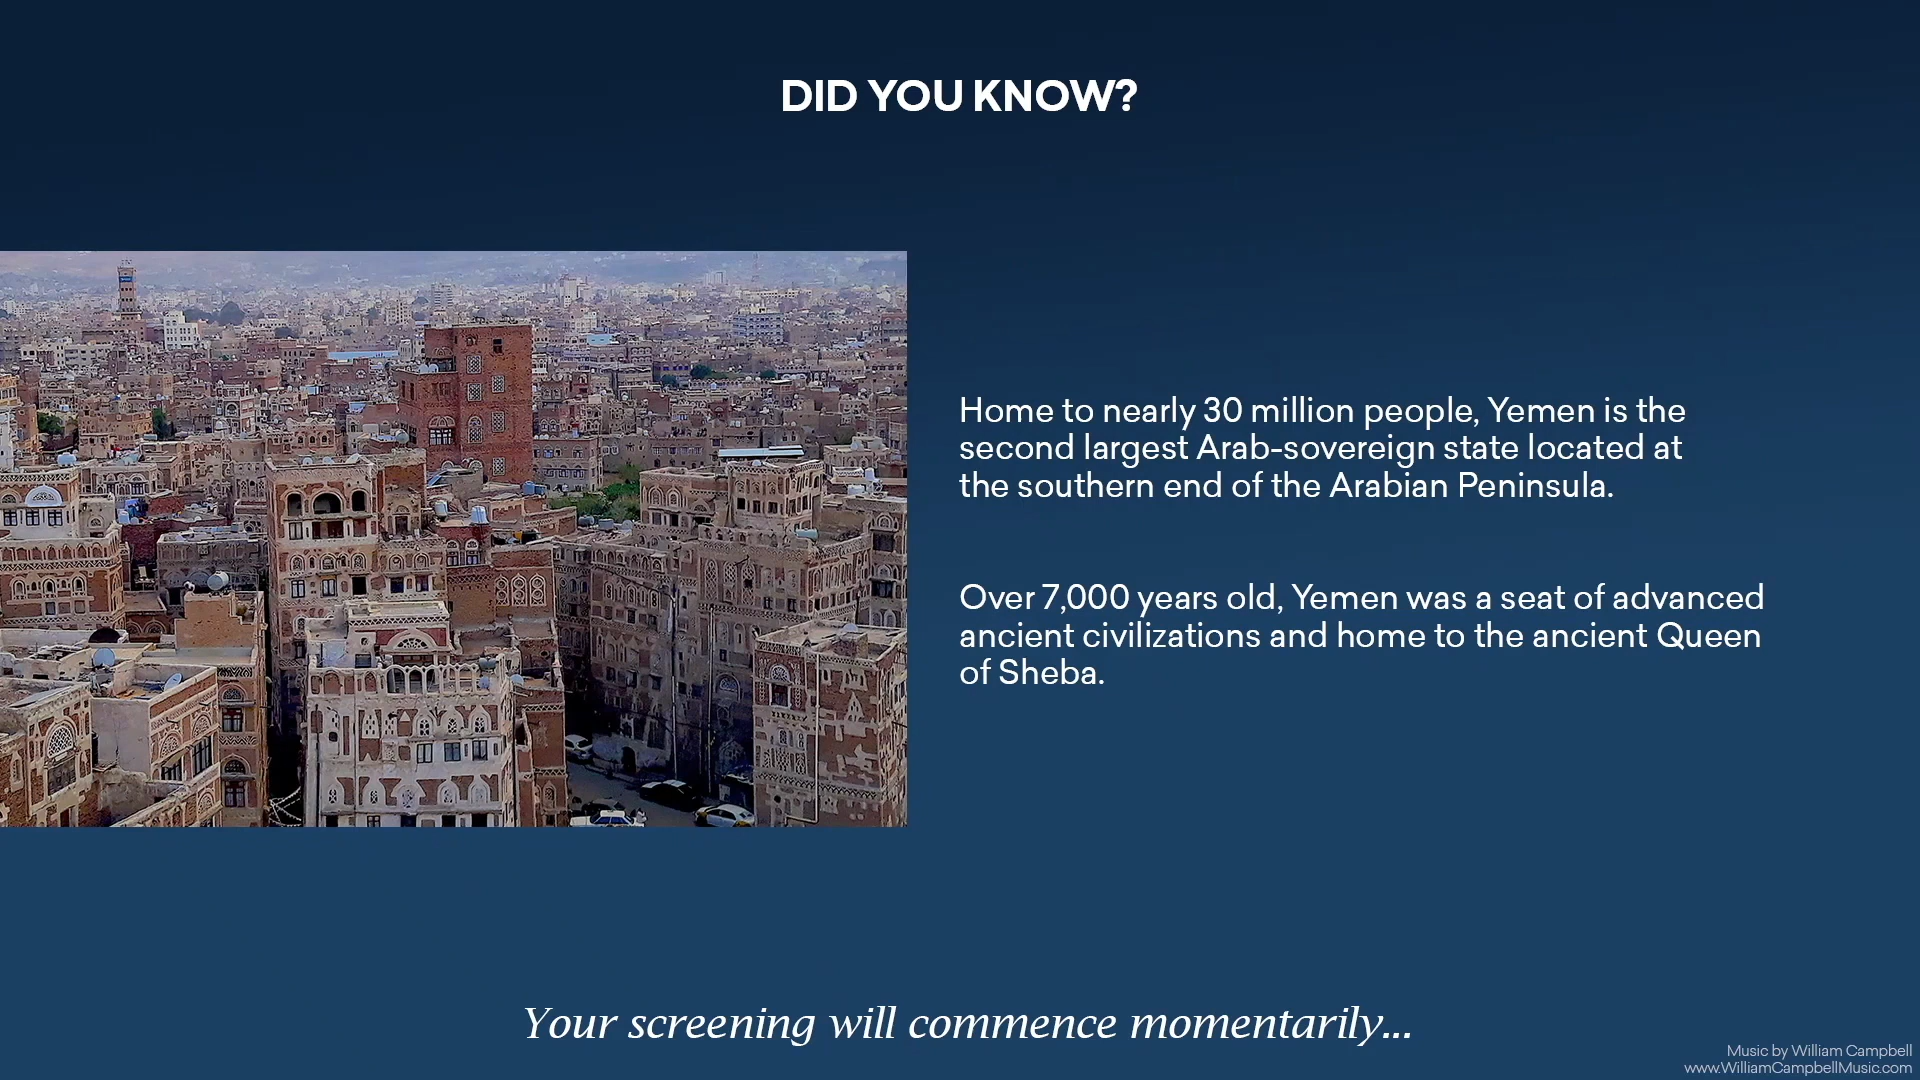 DID YOU KNOW?
Home to nearly 30 million people, Yemen is the
second largest Arab-sovereign state located at
the southern end of the Arabian Peninsula.
Over 7,000 years old, Yemen was a seat of advanced
ancient civilizations and home to the ancient Queen
of Sheba.
Your screening will commence momentarily...
Music by William Campbell
www.WilliamCampbellMusic.com